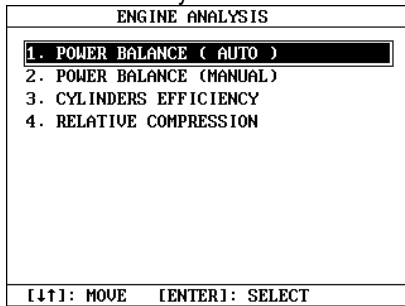 ENGINE ANALYSIS
1. POWER BALANCE ( AUTO )
2. POWER BALANCE (MANUAL)
3. CYLINDERS EFFICIENCY
4. RELATIVE COMPRESSION
[↓↑]: MOVE [ENTER]: SELECT